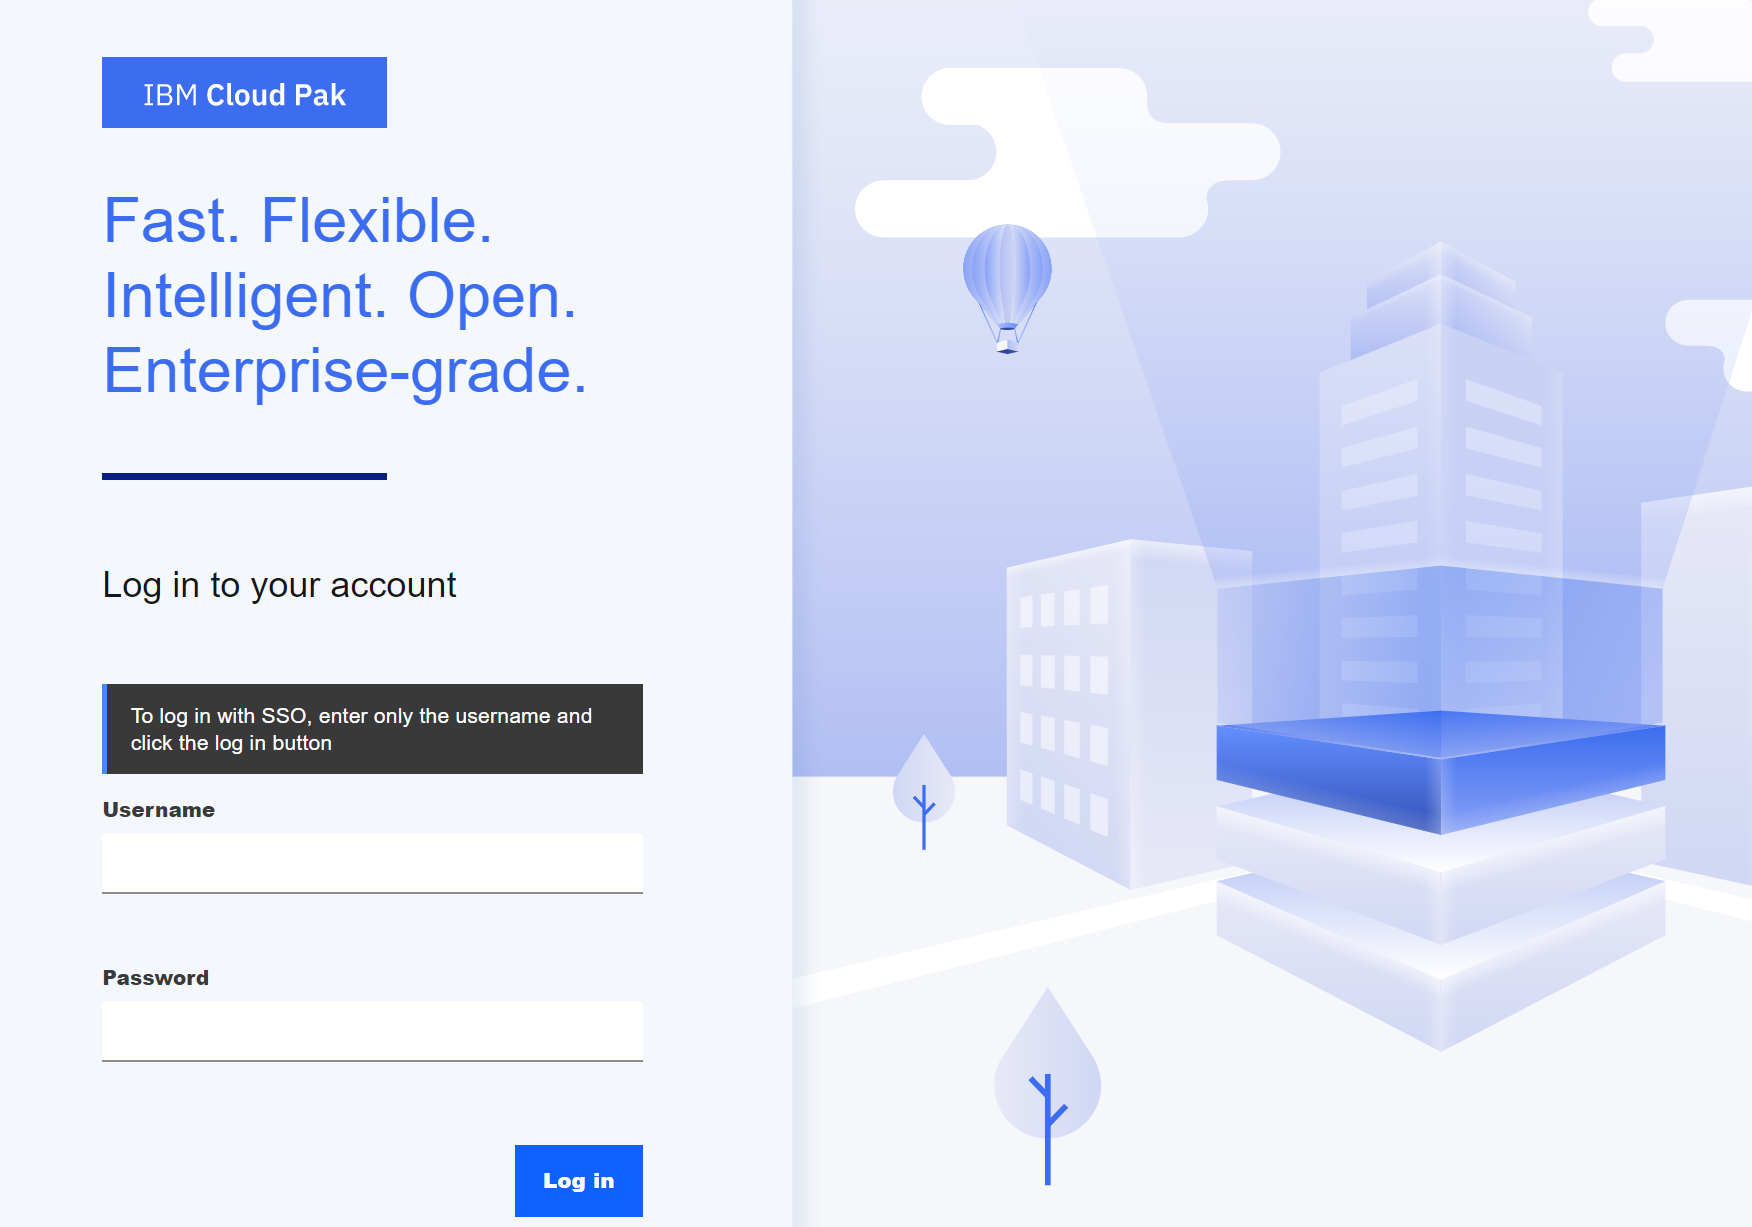 IBM Cloud Pak
Fast. Flexible.
Intelligent. Open.
Enterprise-grade.
Log in to your account
To log in with SSO, enter only the username and
click the log in button
Username
Password
Log in